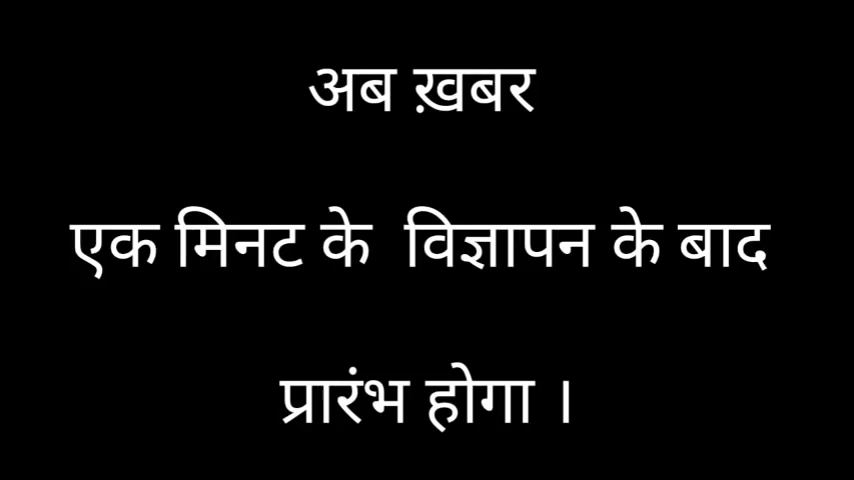 अब ख़बर
एक मिनट के विज्ञापन के बाद
प्रारंभ होगा ।